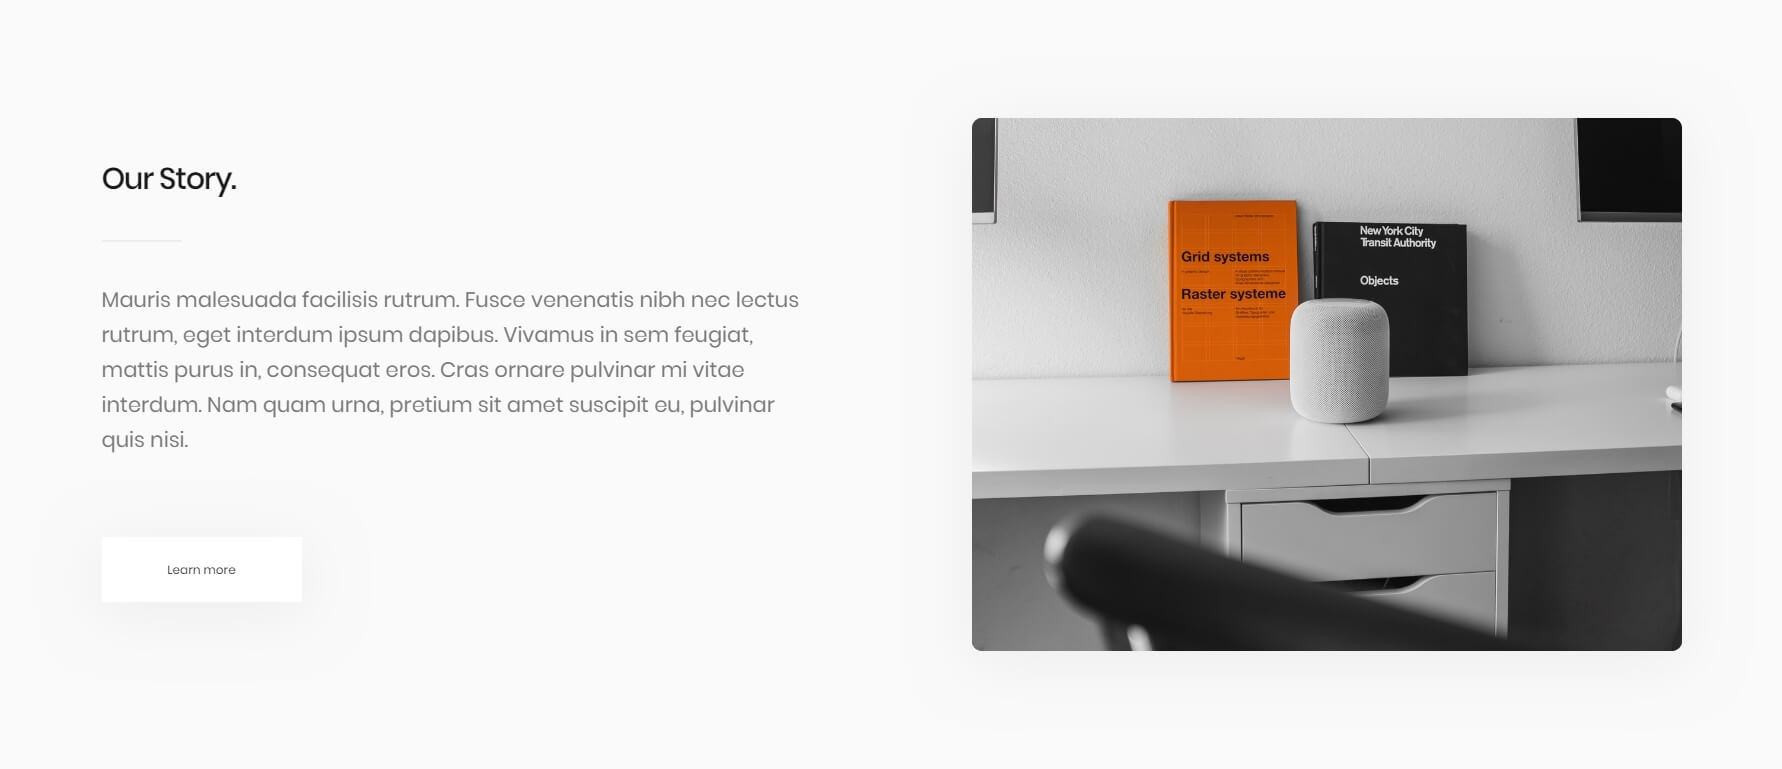 Our Story.
Mauris malesuada facilisis rutrum. Fusce venenatis nibh nec lectus
rutrum, eget interdum ipsum dapibus. Vivamus in sem feugiat,
mattis purus in, consequat eros. Cras ornare pulvinar mi vitae
interdum. Nam quam urna, pretium sit amet suscipit eu, pulvinar
quis nisi.
Learn more
Grid systems
Raster systeme
New York City
Transit Authority
Objects